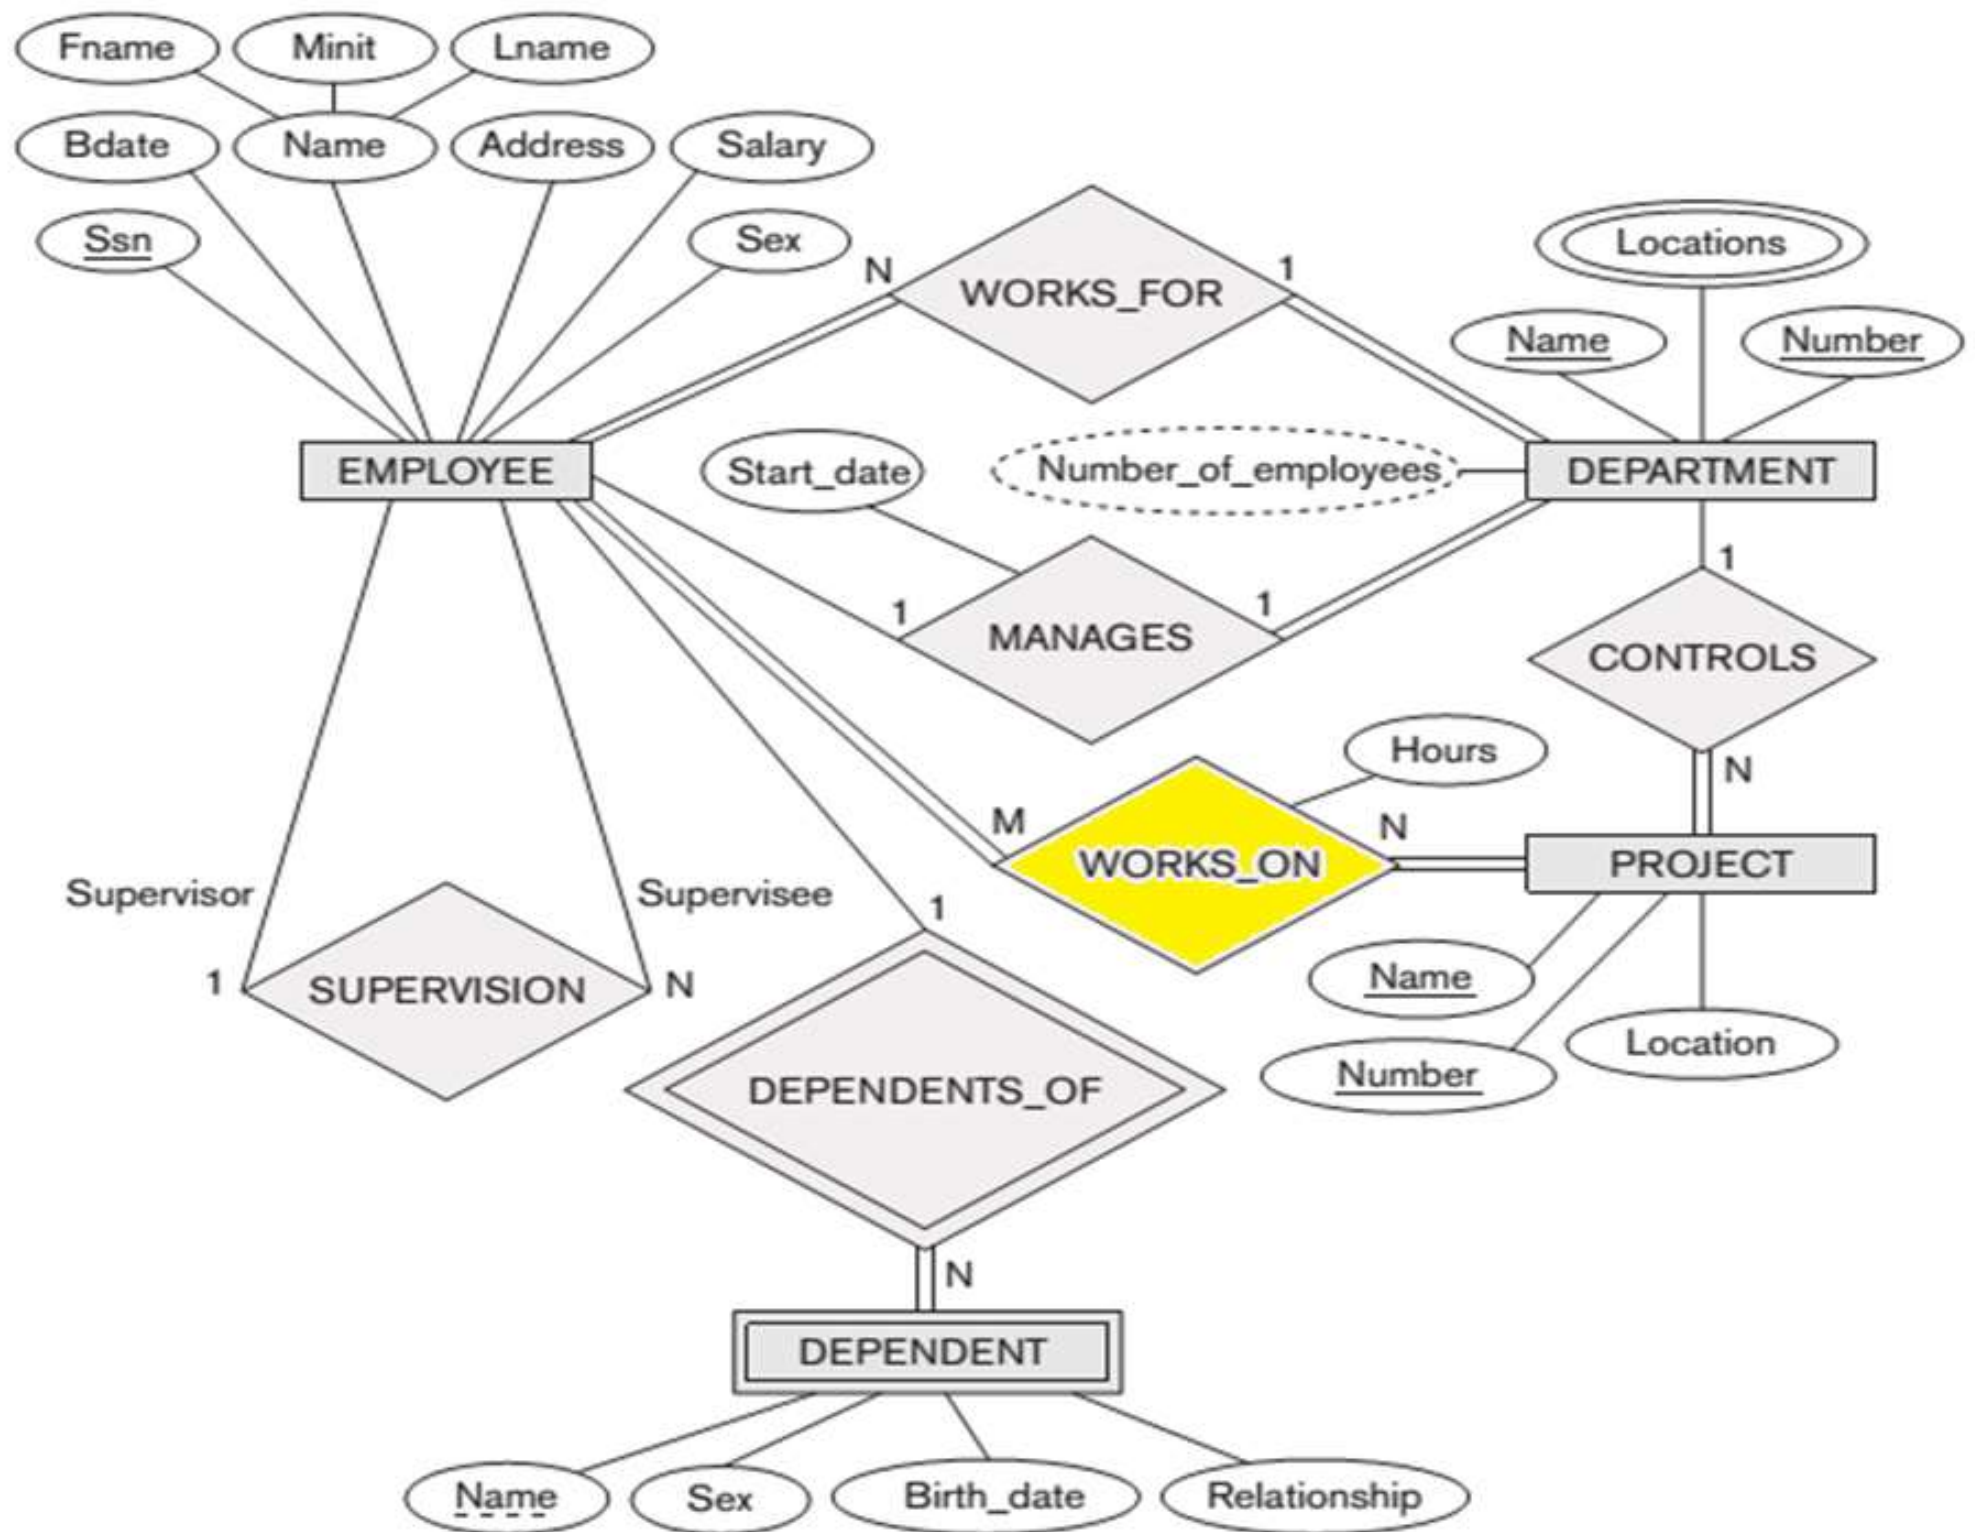 Fname Minit Lname
Bdate Name Address Salary
Ssn Sex
N WORKS_FOR 1
Locations
Name Number
EMPLOYEE
Start_date
Number_of_employees
DEPARTMENT
1 MANAGES 1
1
CONTROLS
N
Hours
M WORKS_ON N
PROJECT
Supervisor Supervisee
1 SUPERVISION N
1
Name
Number
Location
DEPENDENTS_OF
N
DEPENDENT
Name Sex Birth_date Relationship